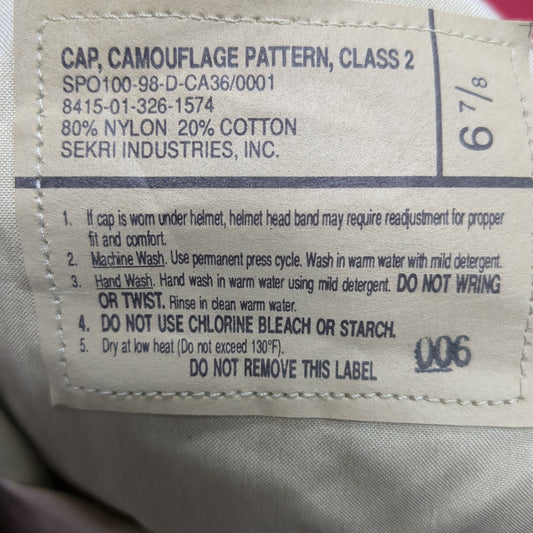 CAP, CAMOUFLAGE PATTERN, CLASS 2
SPO100-98-D-CA36/0001
8415-01-326-1574
80% NYLON 20% COTTON
SEKRI INDUSTRIES, INC.
6 7/8
1. If cap is worn under helmet, helmet head band may require readjustment for propper
fit and comfort.
2. Machine Wash. Use permanent press cycle. Wash in warm water with mild detergent.
3. Hand Wash. Hand wash in warm water using mild detergent. DO NOT WRING
OR TWIST. Rinse in clean warm water.
4. DO NOT USE CHLORINE BLEACH OR STARCH.
5. Dry at low heat (Do not exceed 130°F).
006
DO NOT REMOVE THIS LABEL